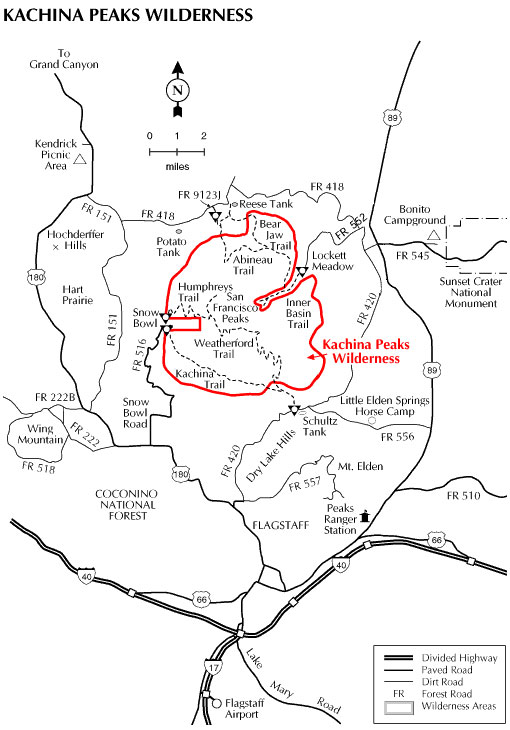 KACHINA PEAKS WILDERNESS
To
Grand Canyon
N
0 1 2
miles
89
Kendrick
Picnic
Area
FR 9123J
Reese Tank
FR 418
FR 151
FR 418
Bear
Jaw
Trail
FR 552
Bonito
Campground
Potato
Tank
Hochderffer
Hills
Abineau
Trail
Lockett
Meadow
FR 545
180
Sunset Crater
National
Monument
Hart
Prairie
Humphreys
Trail
San
Francisco
Peaks
Inner
Basin
Trail
FR 420
Snow
Bowl
FR 151
FR 516
Weatherford
Trail
Kachina Peaks
Wilderness
89
Kachina
Trail
FR 222B
Snow
Bowl
Road
Little Elden Springs
Horse Camp
Schultz
Tank
FR 556
Wing
Mountain
FR 222
FR 518
FR 420
Dry Lake Hills
Mt. Elden
180
FR 557
COCONINO
NATIONAL
FOREST
FLAGSTAFF
Peaks
Ranger
Station
FR 510
66
40
66
40
17
Lake
Mary
Road
Flagstaff
Airport
Divided Highway
Paved Road
Dirt Road
FR Forest Road
Wilderness Areas